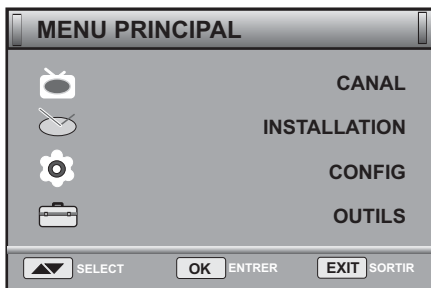 MENU PRINCIPAL
CANAL
INSTALLATION
CONFIG
OUTILS
SELECT OK ENTRER EXIT SORTIR